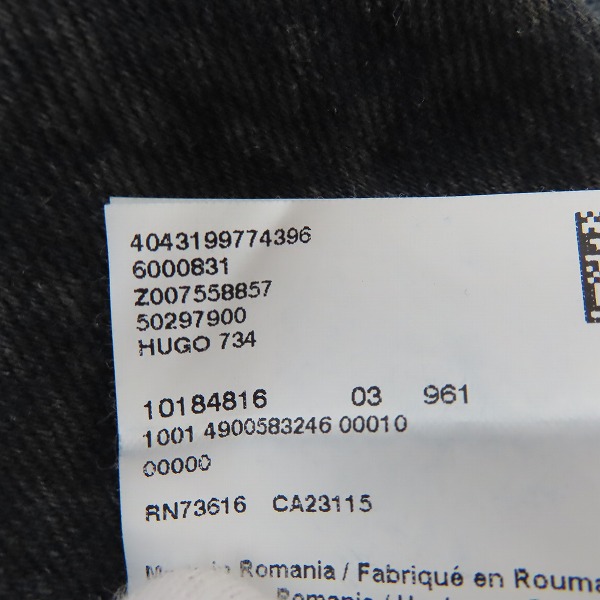 4043199774396
6000831
Z007558857
50297900
HUGO 734
10184816 03 961
1001 4900583246 00010
00000
RN73616 CA23115
Romania / Fabriqué en Rouma
Romania /